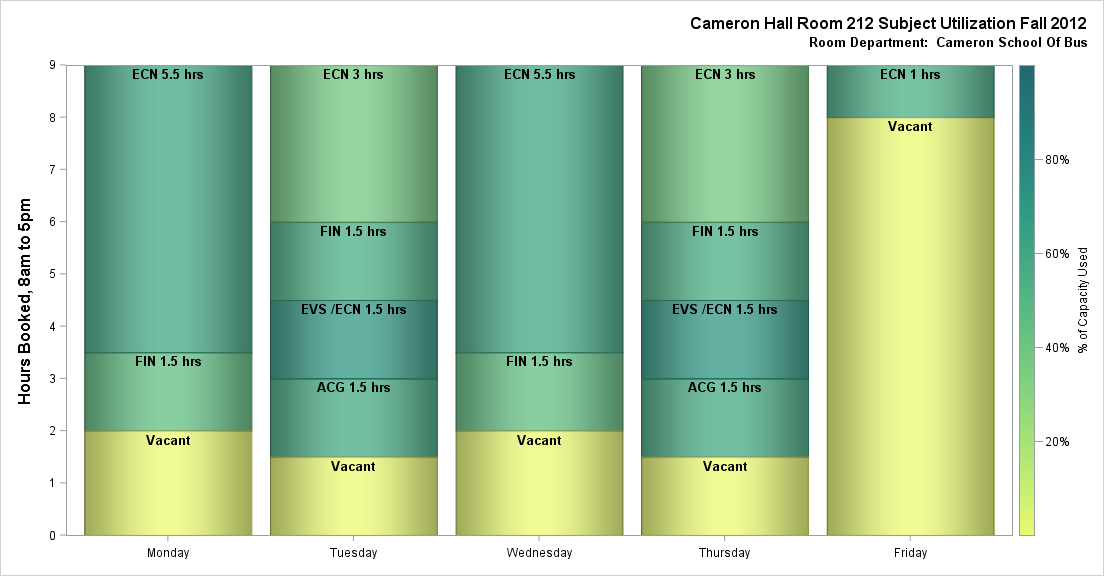 Cameron Hall Room 212 Subject Utilization Fall 2012
Room Department:  Cameron School Of Bus
Hours Booked, 8am to 5pm
9
8
7
6
5
4
3
2
1
0
ECN 5.5 hrs
FIN 1.5 hrs
Vacant
ECN 3 hrs
FIN 1.5 hrs
EVS /ECN 1.5 hrs
ACG 1.5 hrs
Vacant
ECN 5.5 hrs
FIN 1.5 hrs
Vacant
ECN 3 hrs
FIN 1.5 hrs
EVS /ECN 1.5 hrs
ACG 1.5 hrs
Vacant
ECN 1 hrs
Vacant
Monday
Tuesday
Wednesday
Thursday
Friday
80%
60%
40%
20%
% of Capacity Used